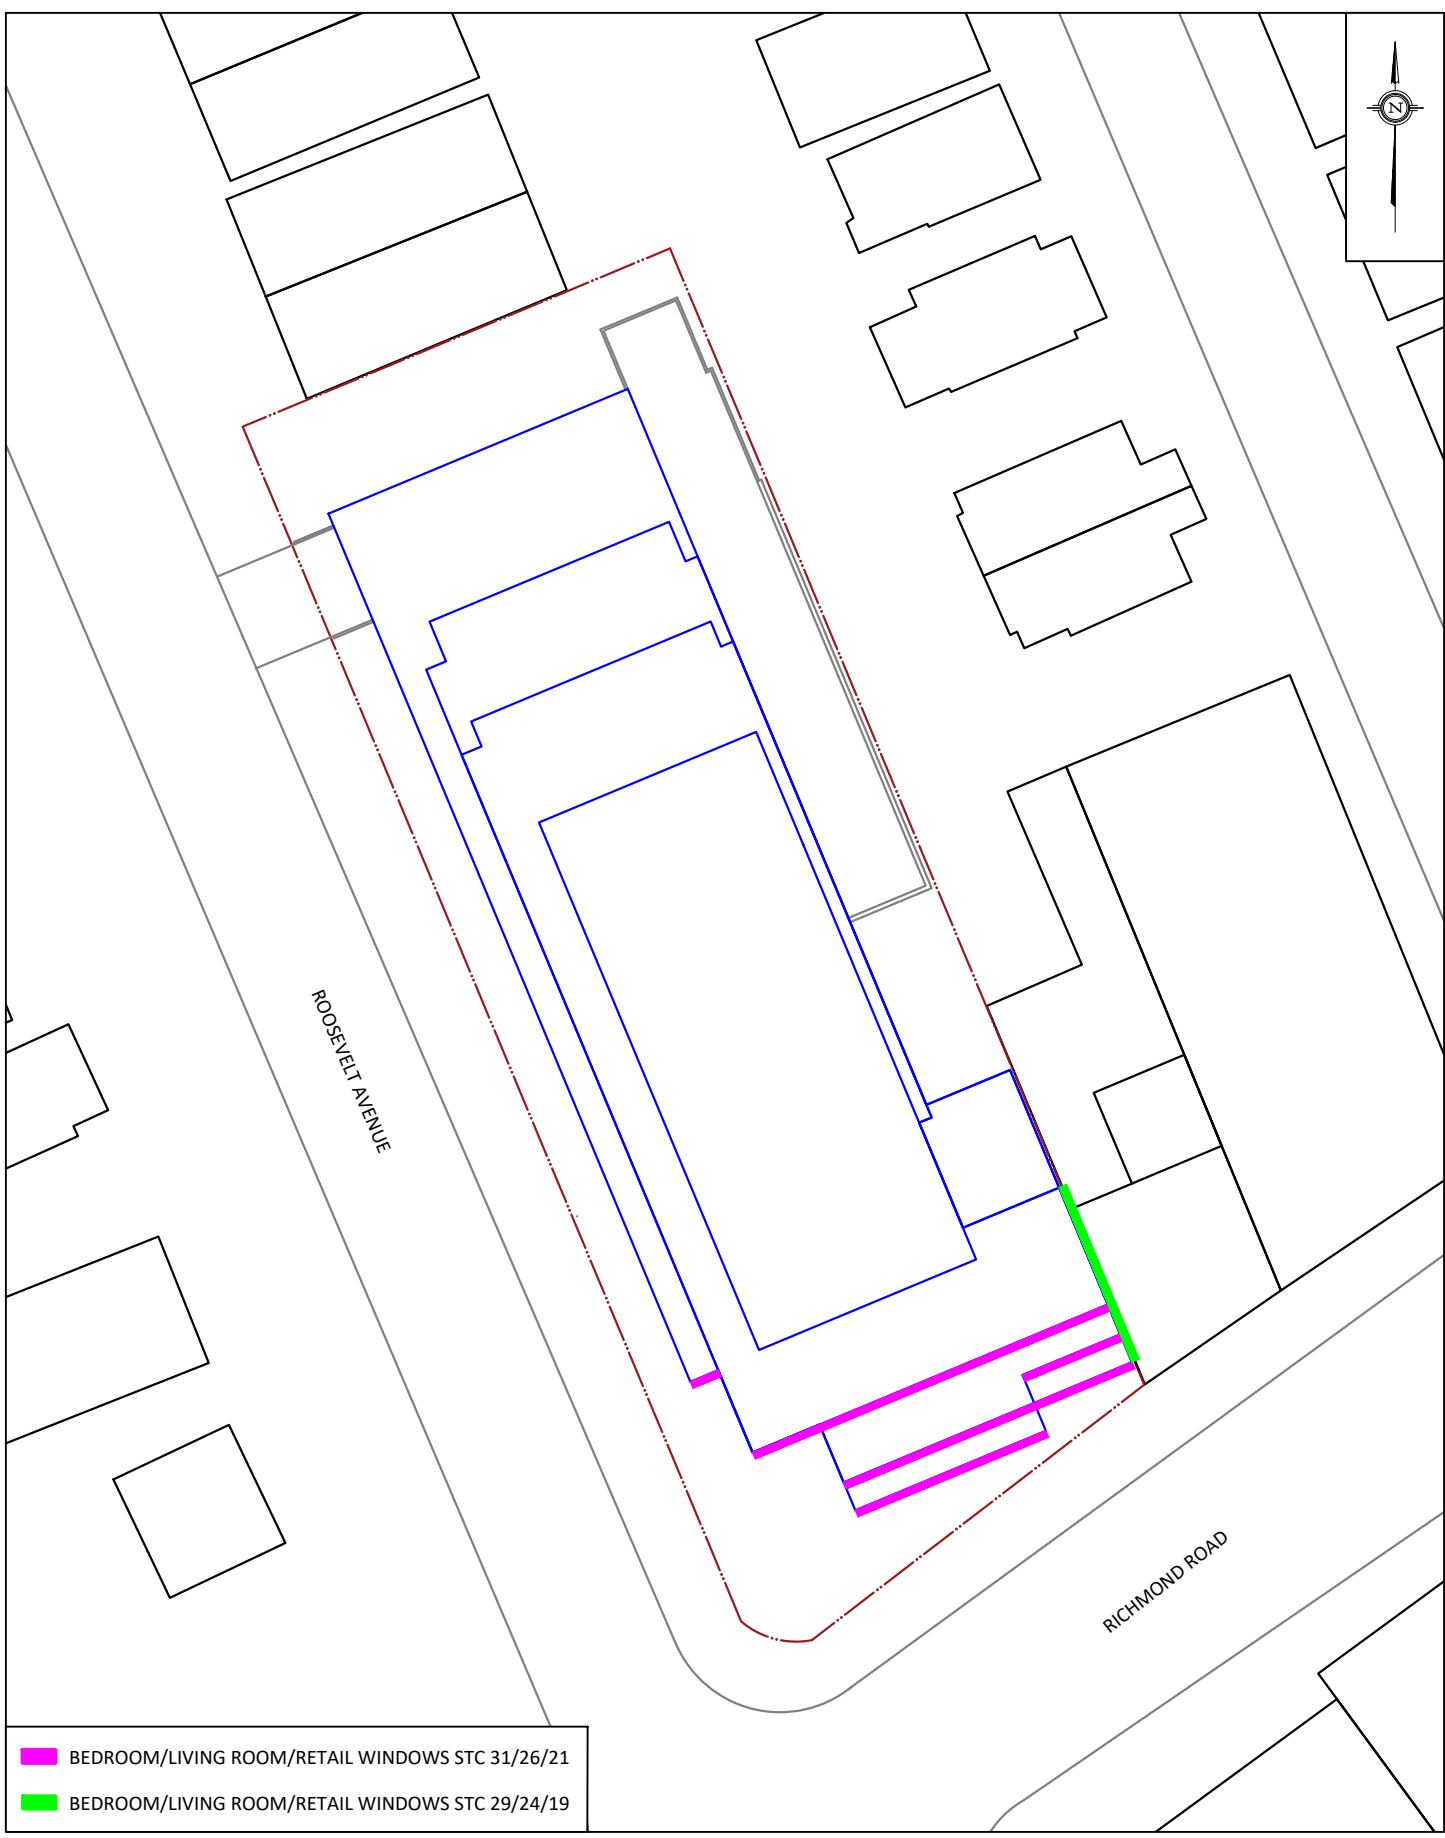 N
ROOSEVELT AVENUE
RICHMOND ROAD
BEDROOM/LIVING ROOM/RETAIL WINDOWS STC 31/26/21
BEDROOM/LIVING ROOM/RETAIL WINDOWS STC 29/24/19